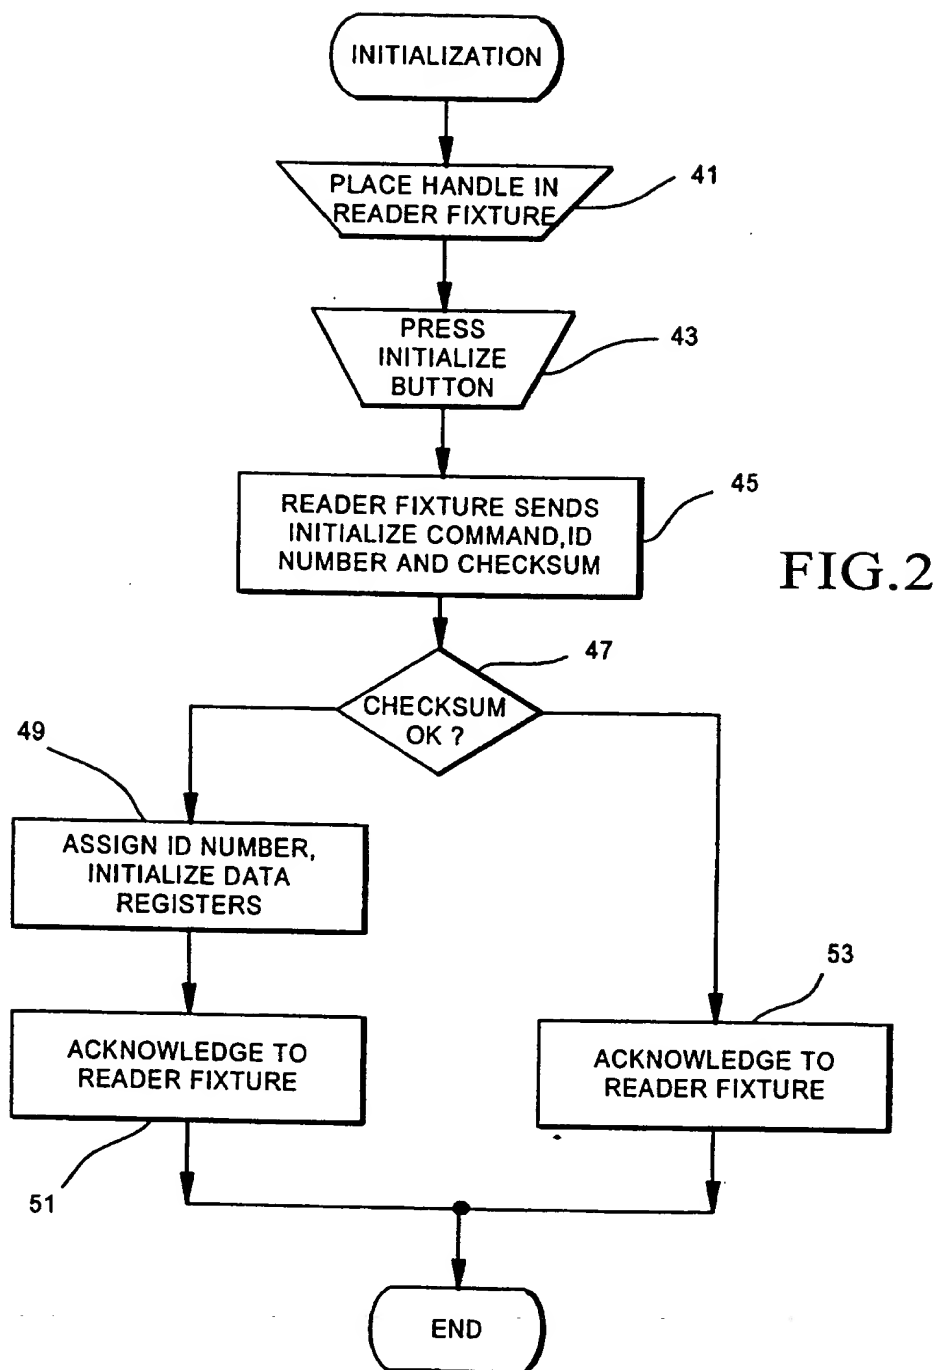 INITIALIZATION
PLACE HANDLE IN
READER FIXTURE
41
PRESS
INITIALIZE
BUTTON
43
READER FIXTURE SENDS
INITIALIZE COMMAND,ID
NUMBER AND CHECKSUM
45
FIG.2
CHECKSUM
OK ?
47
49
ASSIGN ID NUMBER,
INITIALIZE DATA
REGISTERS
53
ACKNOWLEDGE TO
READER FIXTURE
51
ACKNOWLEDGE TO
READER FIXTURE
END